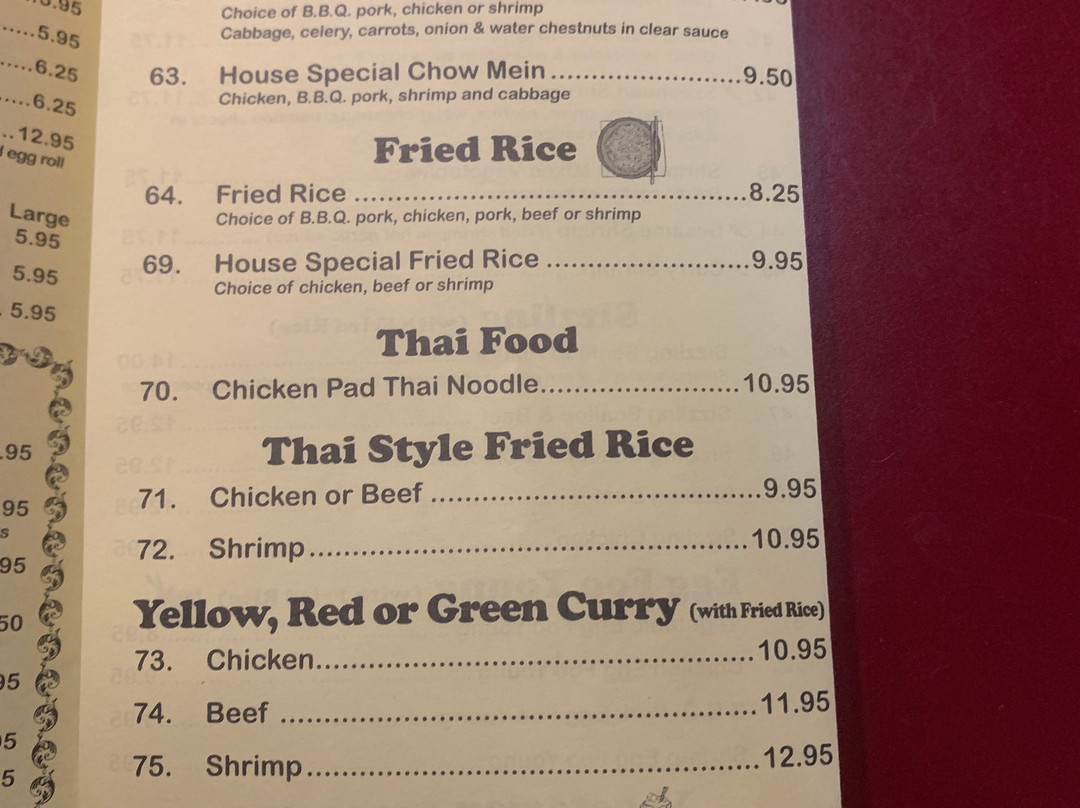 5.95
6.25
6.25
12.95
egg roll
Large
5.95
5.95
5.95
Choice of B.B.Q. pork, chicken or shrimp
Cabbage, celery, carrots, onion & water chestnuts in clear sauce
63. House Special Chow Mein.......................9.50
Chicken, B.B.Q. pork, shrimp and cabbage
Fried Rice
64. Fried Rice ...............................................8.25
Choice of B.B.Q. pork, chicken, pork, beef or shrimp
69. House Special Fried Rice .........................9.95
Choice of chicken, beef or shrimp
Thai Food
70. Chicken Pad Thai Noodle........................10.95
Thai Style Fried Rice
71. Chicken or Beef ........................................9.95
72. Shrimp.....................................................10.95
Yellow, Red or Green Curry (with Fried Rice)
73. Chicken....................................................10.95
74. Beef .........................................................11.95
75. Shrimp......................................................12.95